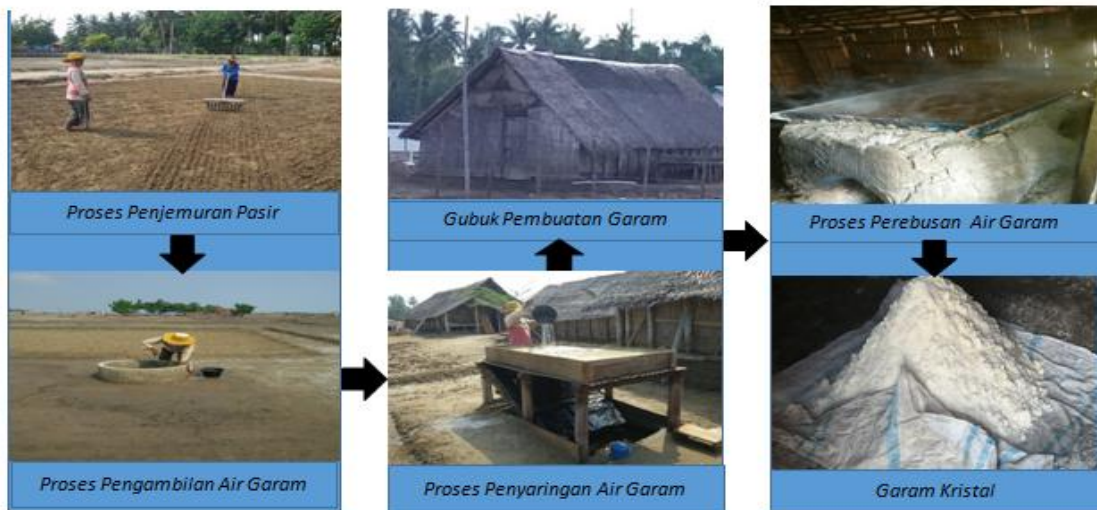 Proses Penjemuran Pasir
Proses Pengambilan Air Garam
Proses Penyaringan Air Garam
Gubuk Pembuatan Garam
Proses Perebusan Air Garam
Garam Kristal